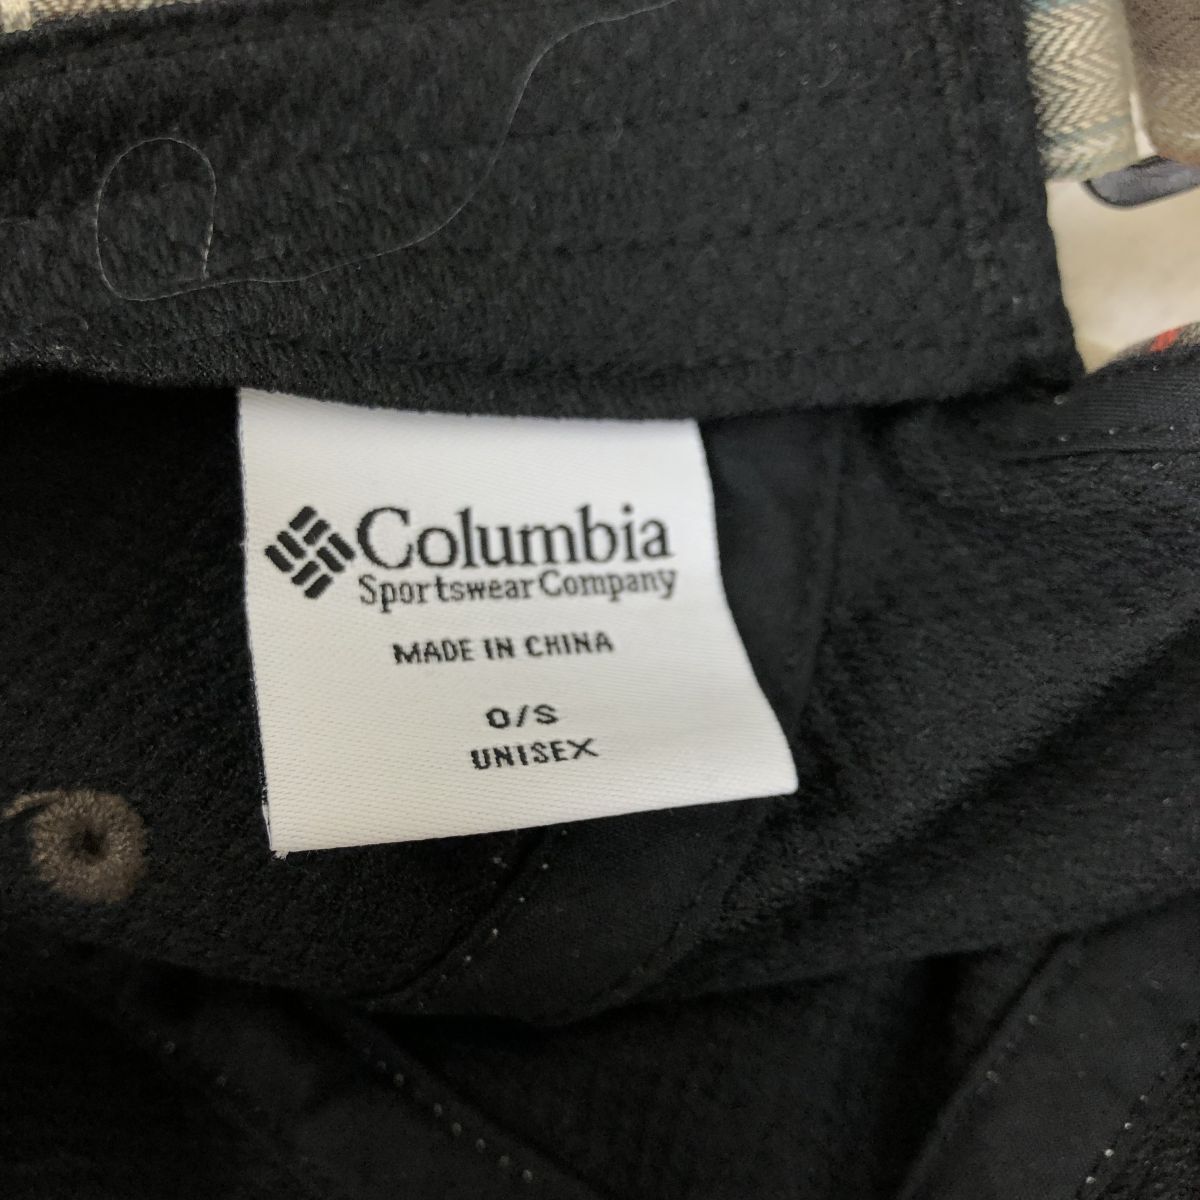 Columbia
Sportswear Company
MADE IN CHINA
O/S
UNISEX